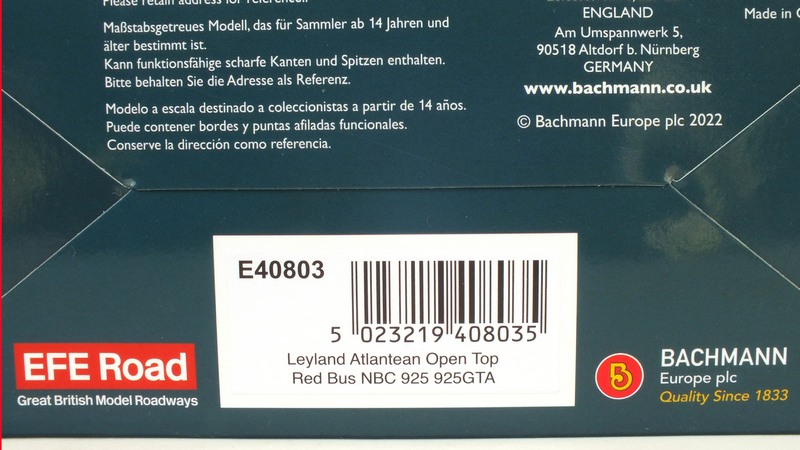 Please retain address for reference.
Maßstabsgetreues Modell, das für Sammler ab 14 Jahren und
älter bestimmt ist.
Kann funktionsfähige scharfe Kanten und Spitzen enthalten.
Bitte behalten Sie die Adresse als Referenz.
Modelo a escala destinado a coleccionistas a partir de 14 años.
Puede contener bordes y puntas afiladas funcionales.
Conserve la dirección como referencia.
ENGLAND
Am Umspannwerk 5,
90518 Altdorf b. Nürnberg
GERMANY
www.bachmann.co.uk
© Bachmann Europe plc 2022
Made in
E40803
5 023219 408035
Leyland Atlantean Open Top
Red Bus NBC 925 925GTA
EFE Road
Great British Model Roadways
B
BACHMANN
Europe plc
Quality Since 1833